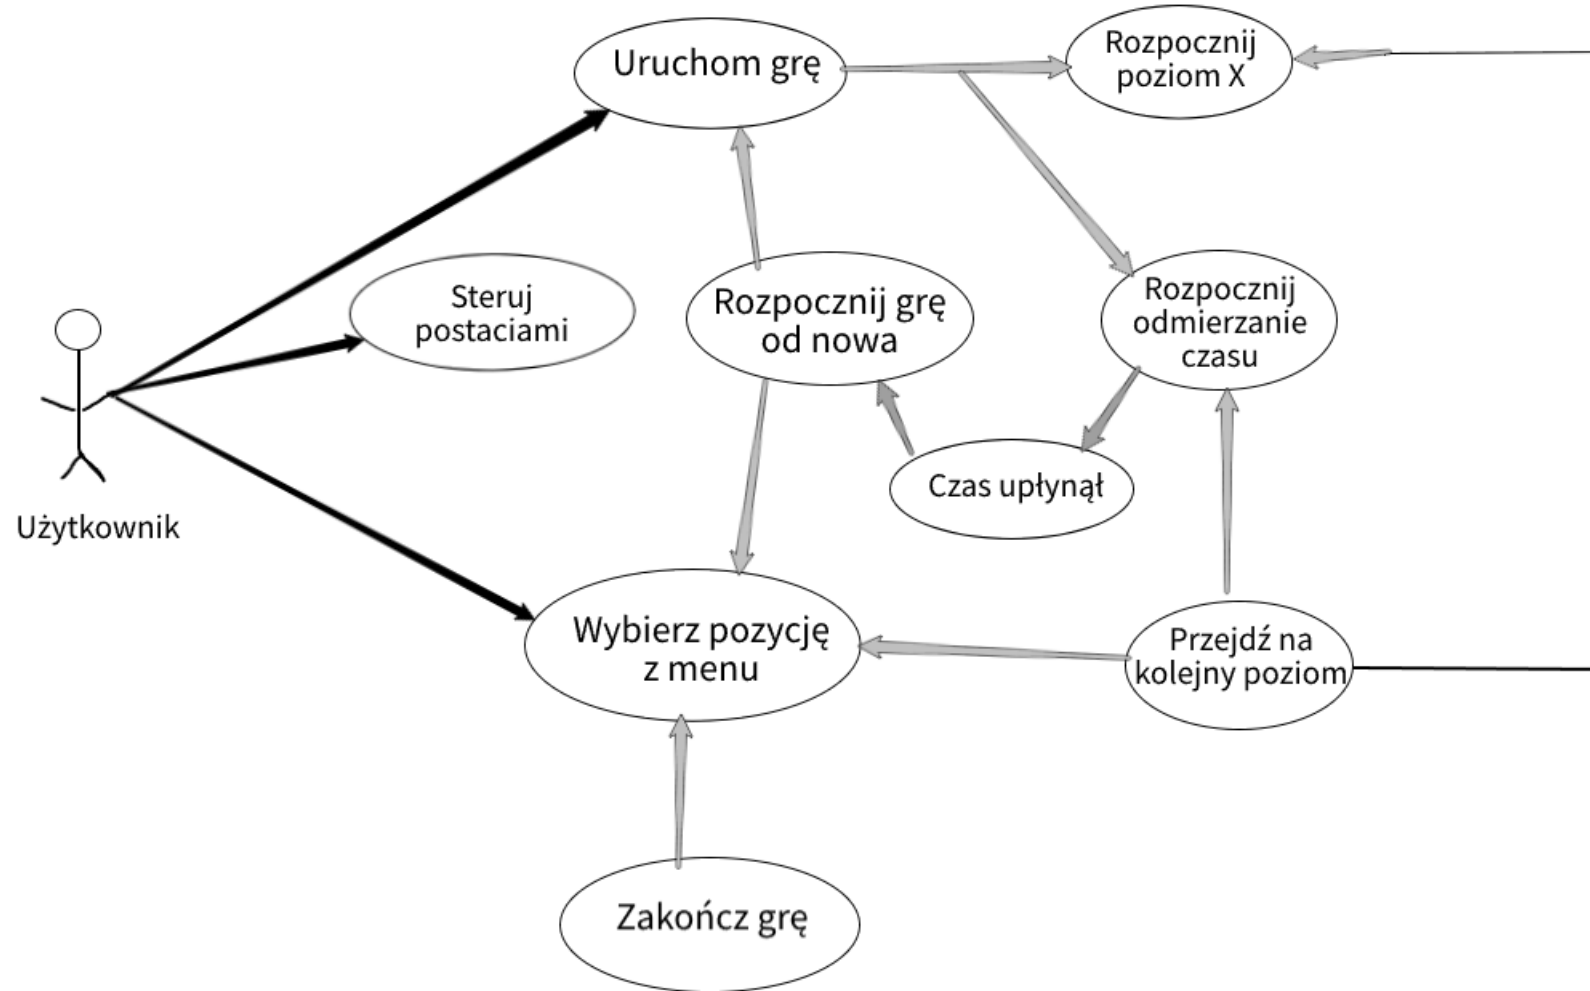 Uruchom grę
Rozpocznij
poziom X
Steruj
postaciami
Rozpocznij grę
od nowa
Rozpocznij
odmierzanie
czasu
Czas upłynął
Użytkownik
Wybierz pozycję
z menu
Przejdź na
kolejny poziom
Zakończ grę